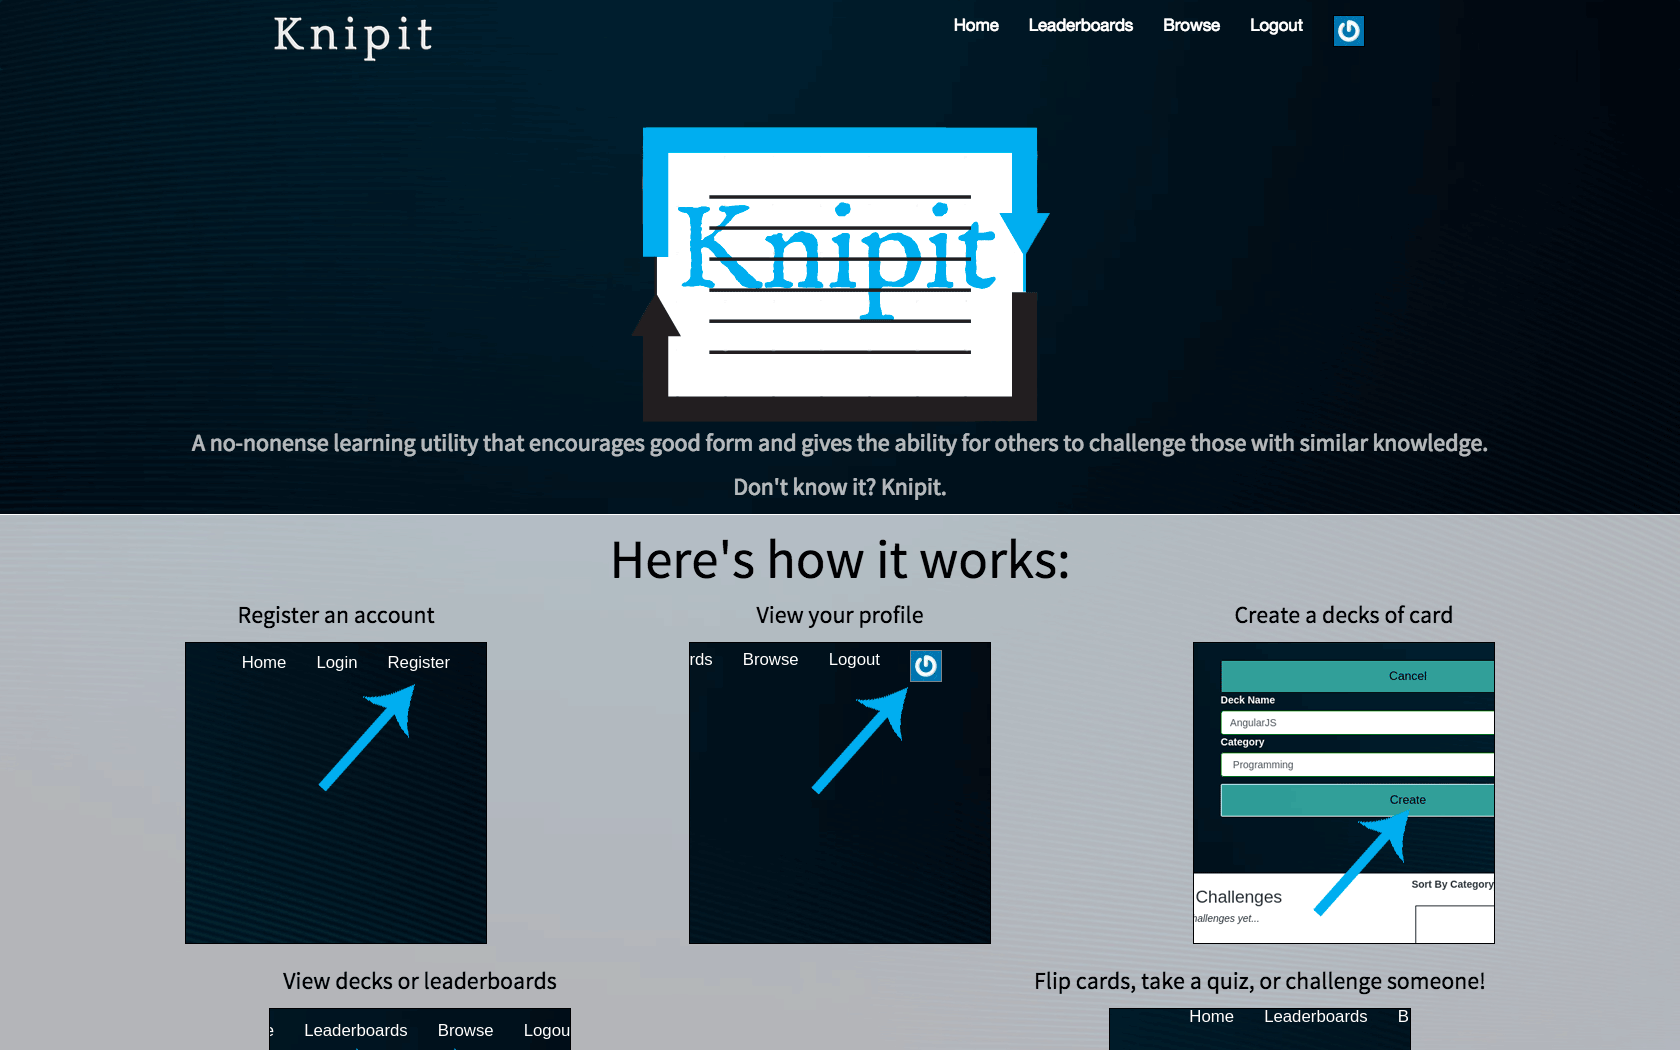 Knipit
Home Leaderboards Browse Logout
Knipit
A no-nonense learning utility that encourages good form and gives the ability for others to challenge those with similar knowledge.
Don't know it? Knipit.
Here's how it works:
Register an account
Home Login Register
View your profile
rds Browse Logout
Create a decks of card
Cancel
Deck Name
AngularJS
Category
Programming
Create
Challenges
Sort By Category
hallenges yet...
View decks or leaderboards
e Leaderboards Browse Logou
Flip cards, take a quiz, or challenge someone!
Home Leaderboards B